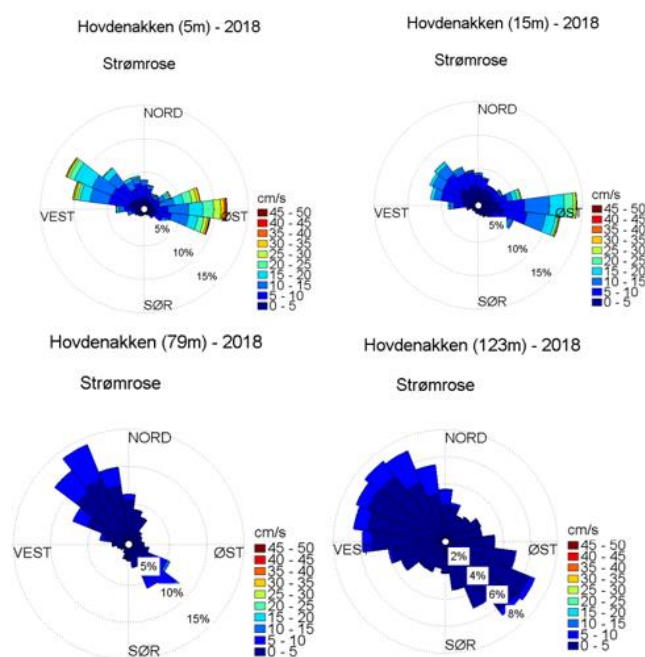 Hovdenakken (5m) - 2018
Strømrose
NORD
VEST
ØST
SØR
5%
10%
15%
cm/s
45 - 50
40 - 45
35 - 40
30 - 35
25 - 30
20 - 25
15 - 20
10 - 15
5 - 10
0 - 5
Hovdenakken (15m) - 2018
Strømrose
NORD
VEST
ØST
SØR
5%
10%
15%
cm/s
45 - 50
40 - 45
35 - 40
30 - 35
25 - 30
20 - 25
15 - 20
10 - 15
5 - 10
0 - 5
Hovdenakken (79m) - 2018
Strømrose
NORD
VEST
ØST
SØR
5%
10%
15%
cm/s
45 - 50
40 - 45
35 - 40
30 - 35
25 - 30
20 - 25
15 - 20
10 - 15
5 - 10
0 - 5
Hovdenakken (123m) - 2018
Strømrose
NORD
VES
ØST
SØR
2%
4%
6%
8%
cm/s
45 - 50
40 - 45
35 - 40
30 - 35
25 - 30
20 - 25
15 - 20
10 - 15
5 - 10
0 - 5